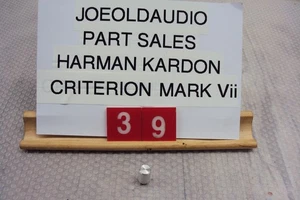 JOEOLDAUDIO
PART SALES
HARMAN KARDON
CRITERION MARK Vii
39